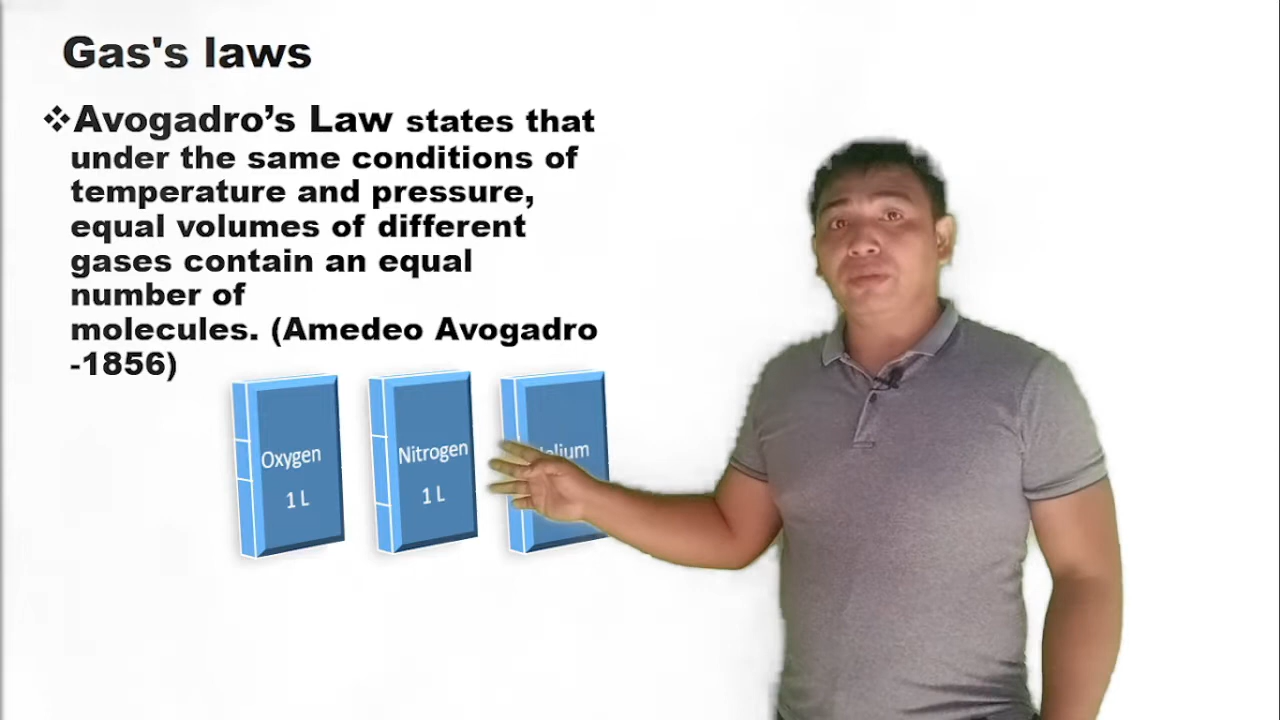 Gas's laws
❖Avogadro’s Law states that
under the same conditions of
temperature and pressure,
equal volumes of different
gases contain an equal
number of
molecules. (Amedeo Avogadro
-1856)
Oxygen
1 L
Nitrogen
1 L